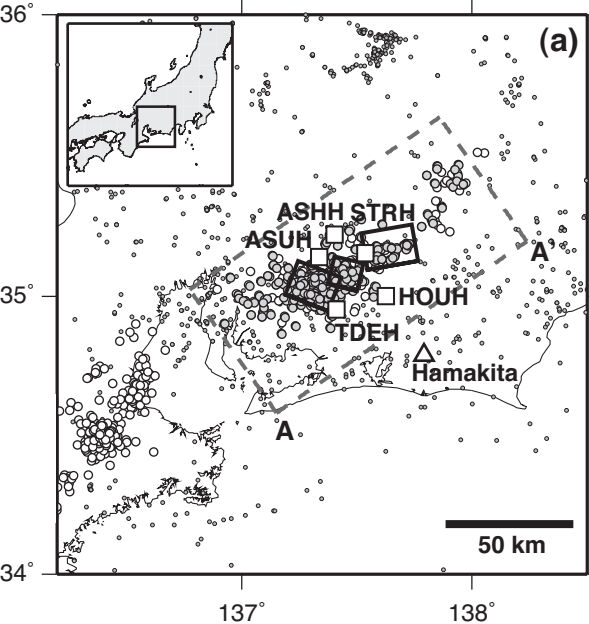 36°
(a)
ASHH STRH
ASUH
A'
35°
HOUH
TDEH
Hamakita
A
50 km
34°
137°
138°